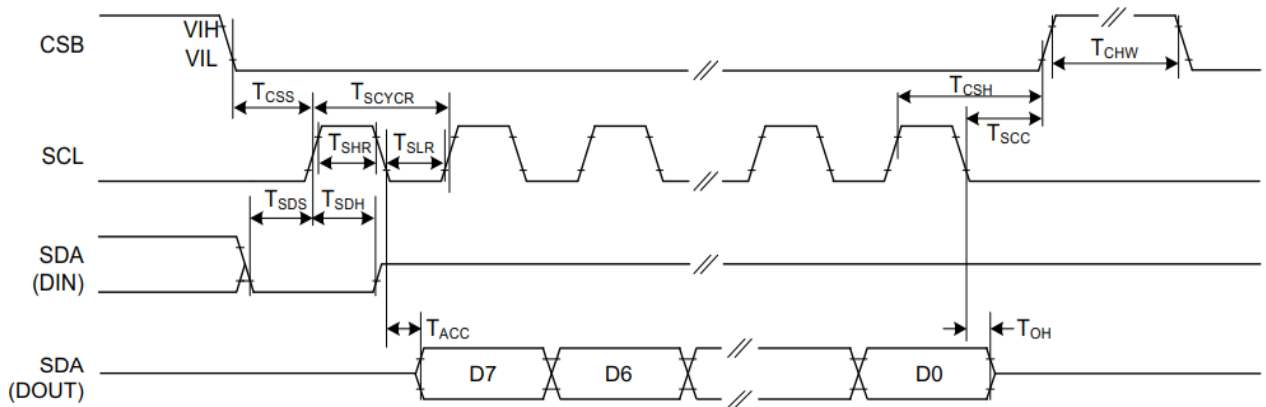 CSB
VIH
VIL
TCHW
TCSS
TSCYCR
TCSH
TSCC
SCL
TSHR
TSLR
TSDS
TSDH
SDA
(DIN)
TACC
TOH
SDA
(DOUT)
D7
D6
D0